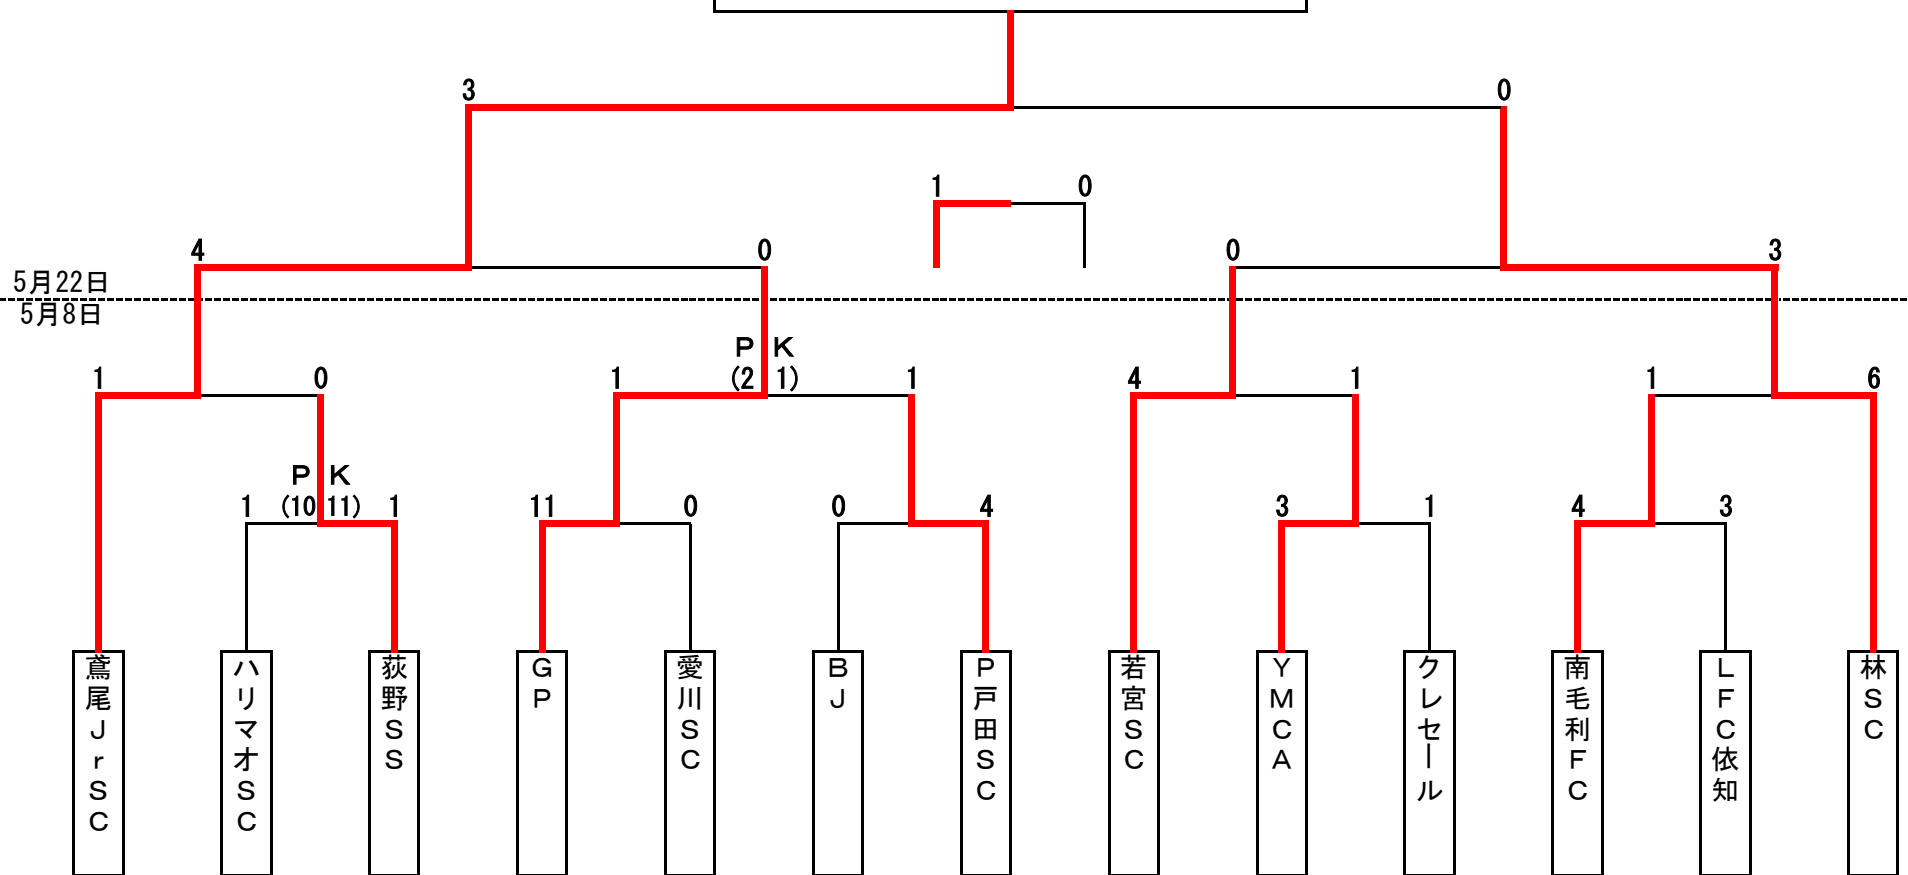 3 0
1 0
4 0 0 3
5月22日
5月8日
P K
1 0 1 (2 1) 1 4 1 1 6
P K
1 (10 11) 1 11 0 0 4 3 1 4 3
鳶尾JrSC
ハリマオSC
荻野SS
GP
愛川SC
BJ
P戸田SC
若宮SC
YMCA
クレセール
南毛利FC
LFC依知
林SC